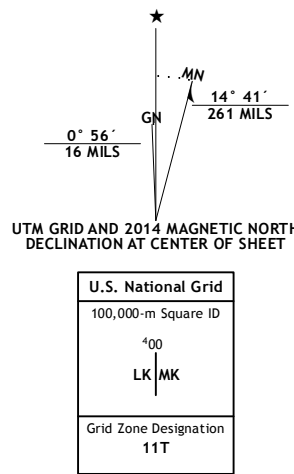 ★
MN
GN
0° 56´
16 MILS
14° 41´
261 MILS
UTM GRID AND 2014 MAGNETIC NORTH
DECLINATION AT CENTER OF SHEET
U.S. National Grid
100,000-m Square ID
⁴00
LK MK
Grid Zone Designation
11T